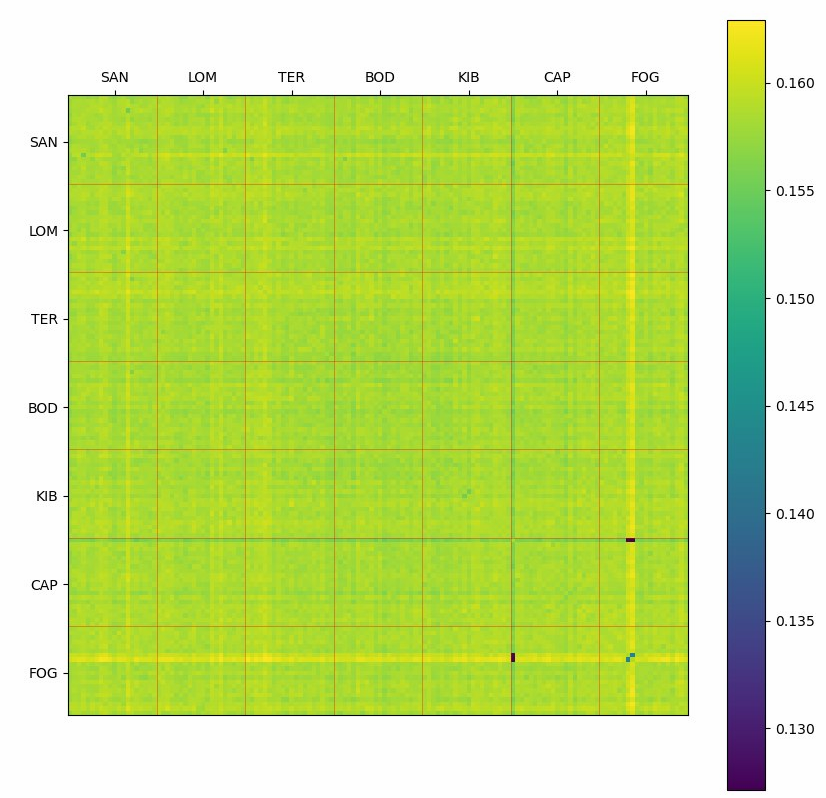 SAN LOM TER BOD KIB CAP FOG
SAN
LOM
TER
BOD
KIB
CAP
FOG
0.160
0.155
0.150
0.145
0.140
0.135
0.130